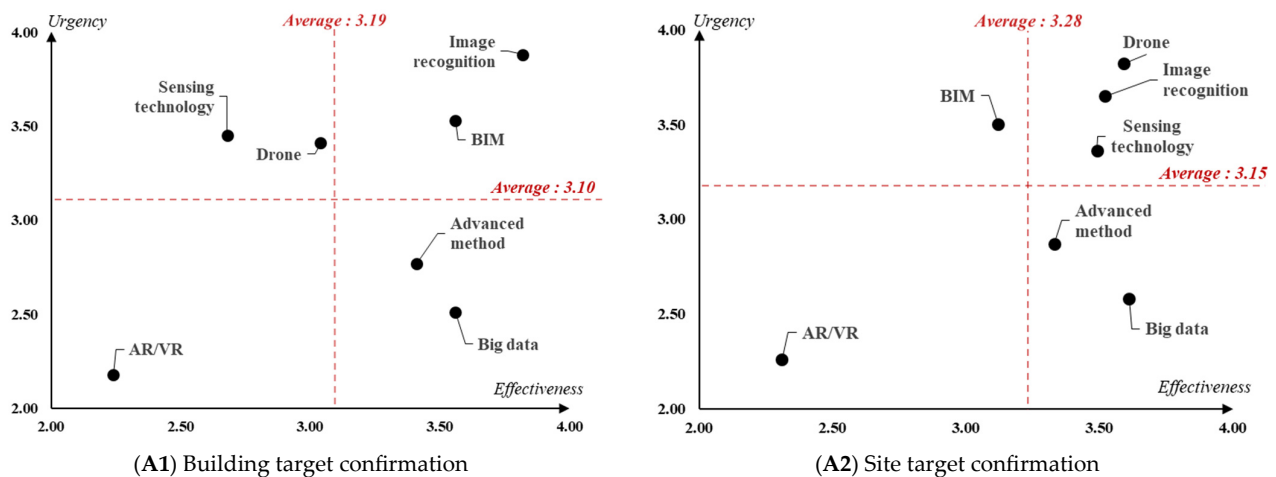 Urgency
Average : 3.19
4.00
Image
recognition
Sensing
technology
3.50
BIM
Drone
Average : 3.10
3.00
Advanced
method
2.50
Big data
AR/VR
Effectiveness
2.00
2.00
2.50
3.00
3.50
4.00
(A1) Building target confirmation
Urgency
Average : 3.28
4.00
Drone
Image
recognition
BIM
3.50
Sensing
technology
Average : 3.15
3.00
Advanced
method
2.50
Big data
AR/VR
Effectiveness
2.00
2.00
2.50
3.00
3.50
4.00
(A2) Site target confirmation